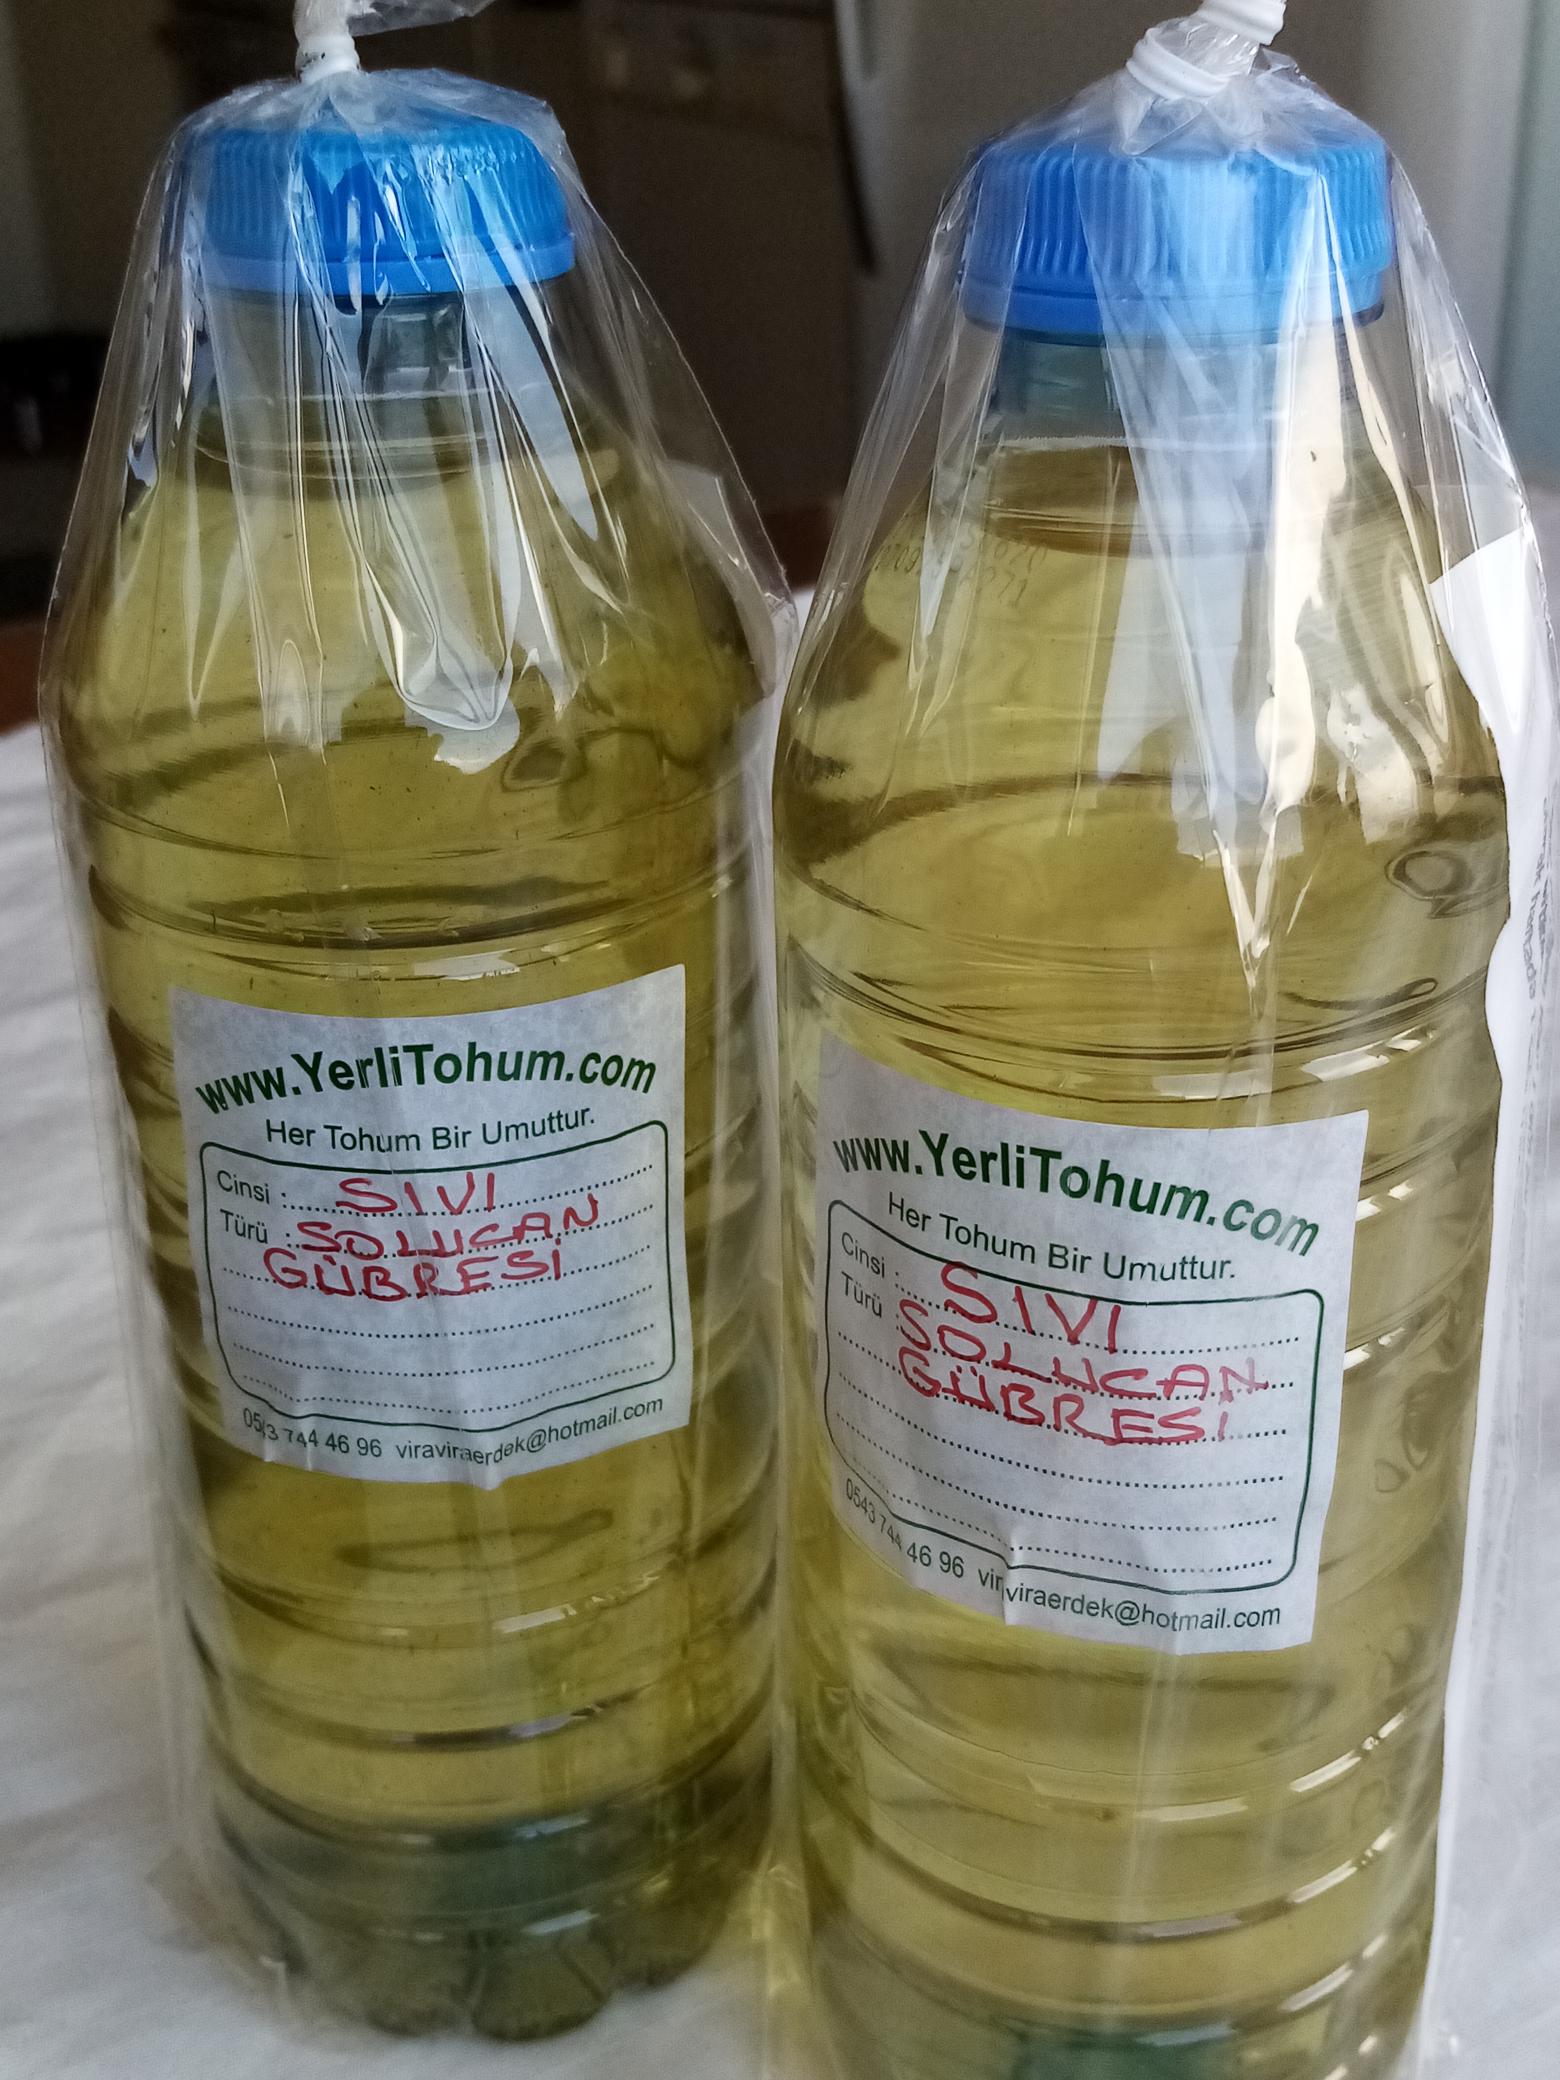 www.YerliTohum.com
Her Tohum Bir Umuttur.
Cinsi : SIVI
Türü : SOLUCAN
GÜBRESİ
0543 744 46 96 viraviraerdek@hotmail.com
www.YerliTohum.com
Her Tohum Bir Umuttur.
Cinsi : SIVI
Türü : SOLUCAN
GÜBRESİ
0543 744 46 96 viraviraerdek@hotmail.com